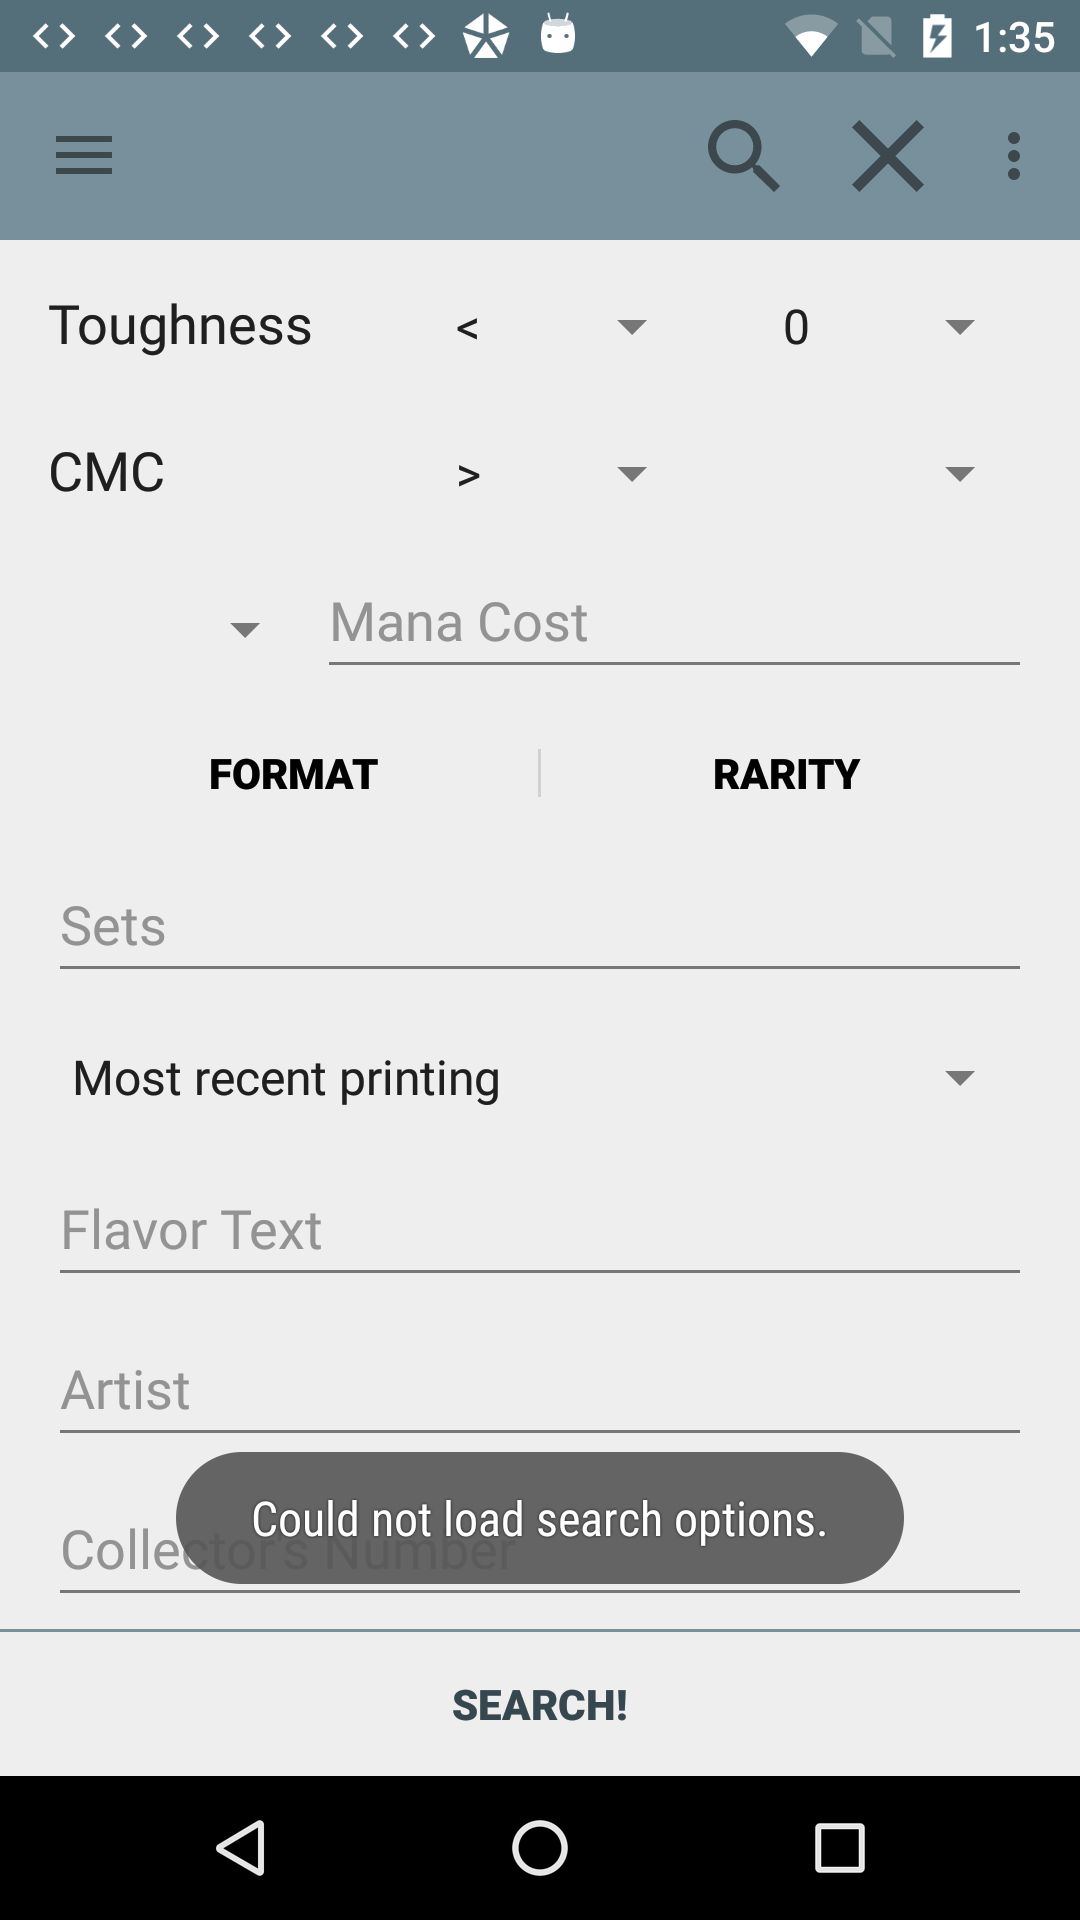 1:35
Toughness < 0
CMC >
Mana Cost
FORMAT RARITY
Sets
Most recent printing
Flavor Text
Artist
Could not load search options.
Collector's Number
SEARCH!